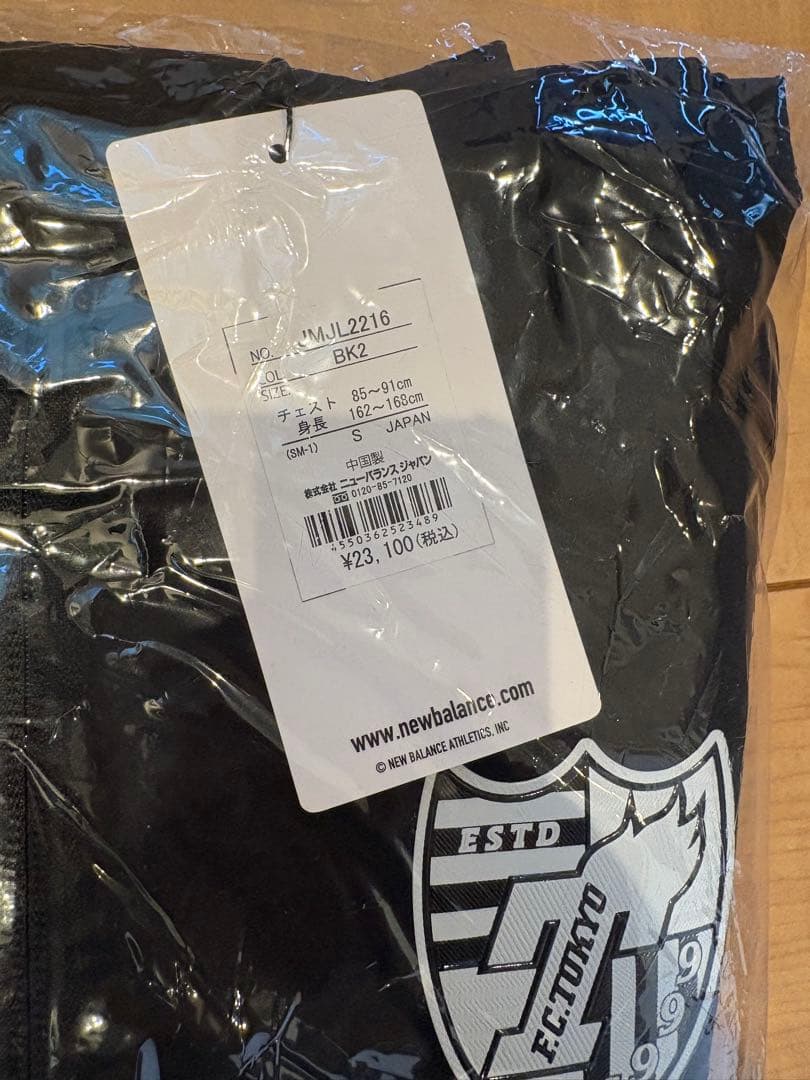 NO. JMJL2216
COL BK2
SIZE
チェスト 85～91cm
身長 162～168cm
(SM-1) S JAPAN
中国製
株式会社 ニューバランス ジャパン
0120-85-7120
4550362523489
¥23,100(税込)
www.newbalance.com
© NEW BALANCE ATHLETICS, INC
ESTD
F.C.TOKYO
1999